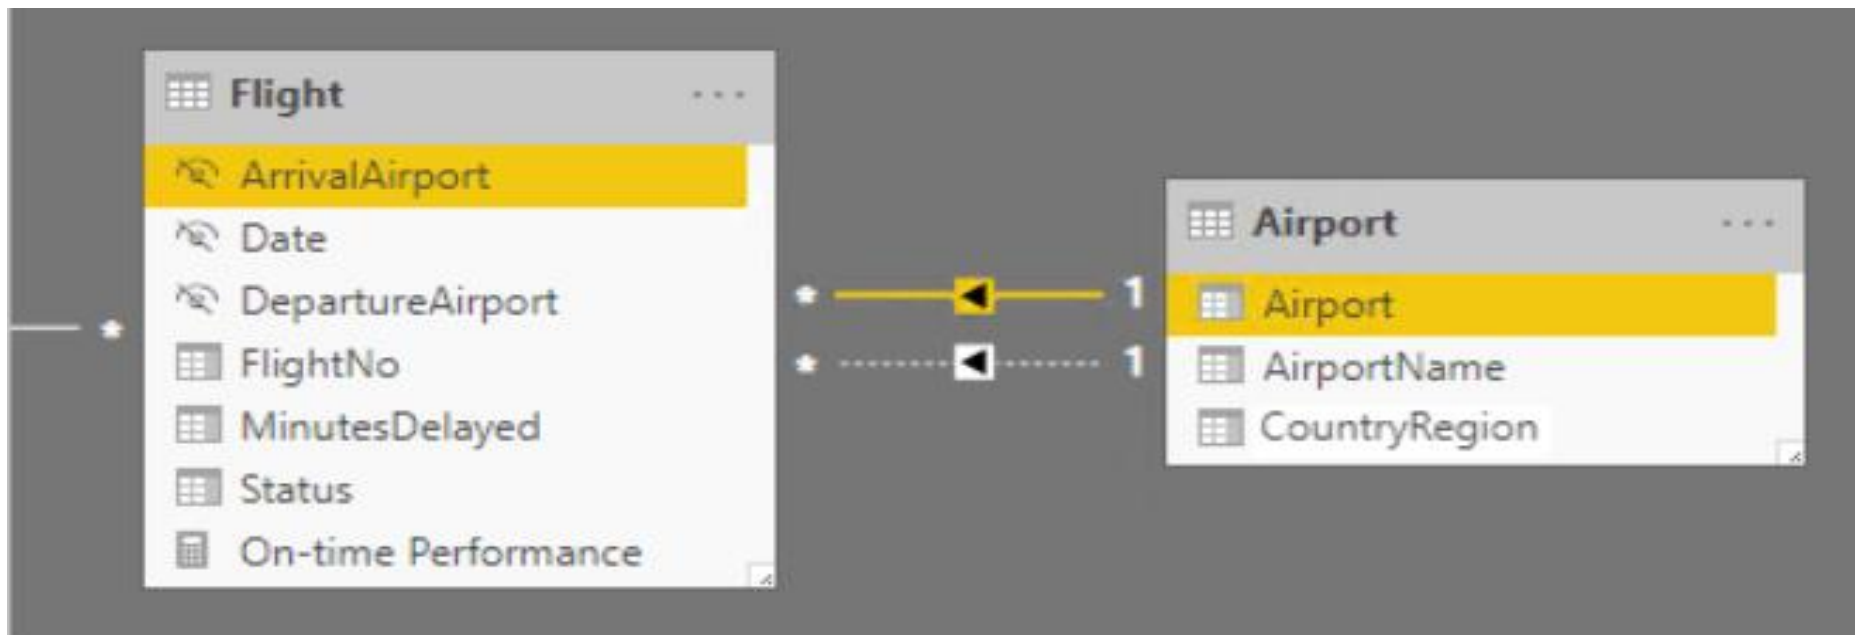 Flight
ArrivalAirport
Date
DepartureAirport
FlightNo
MinutesDelayed
Status
On-time Performance
* 1
* 1
*
Airport
Airport
AirportName
CountryRegion